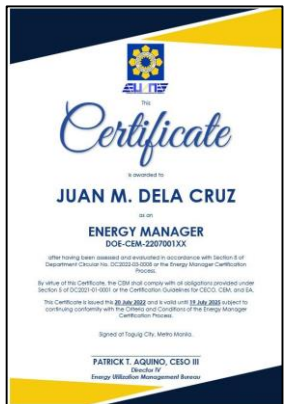 This
Certificate
is awarded to
JUAN M. DELA CRUZ
as an
ENERGY MANAGER
DOE-CEM-2207001XX
after having been assessed and evaluated in accordance with Section 8 of
Department Circular No. DC2022-03-0008 or the Energy Manager Certification
Process.
By virtue of this Certificate, the CEM shall comply with all obligations provided under
Section 5 of DC2021-01-0001 or the Certification Guidelines for CECO, CEM, and EA.
This Certificate is issued this 20 July 2022 and is valid until 19 July 2025 subject to
continuing conformity with the Criteria and Conditions of the Energy Manager
Certification Process.
Signed at Taguig City, Metro Manila.
PATRICK T. AQUINO, CESO III
Director IV
Energy Utilization Management Bureau